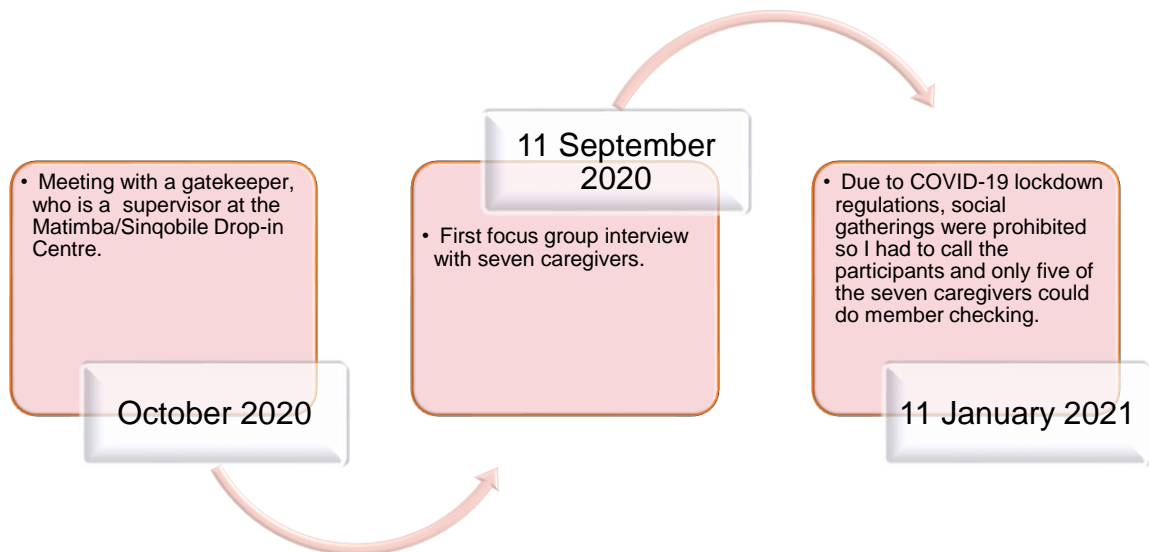 • Meeting with a gatekeeper,
who is a supervisor at the
Matimba/Sinqobile Drop-in
Centre.
October 2020
11 September
2020
• First focus group interview
with seven caregivers.
• Due to COVID-19 lockdown
regulations, social
gatherings were prohibited
so I had to call the
participants and only five of
the seven caregivers could
do member checking.
11 January 2021